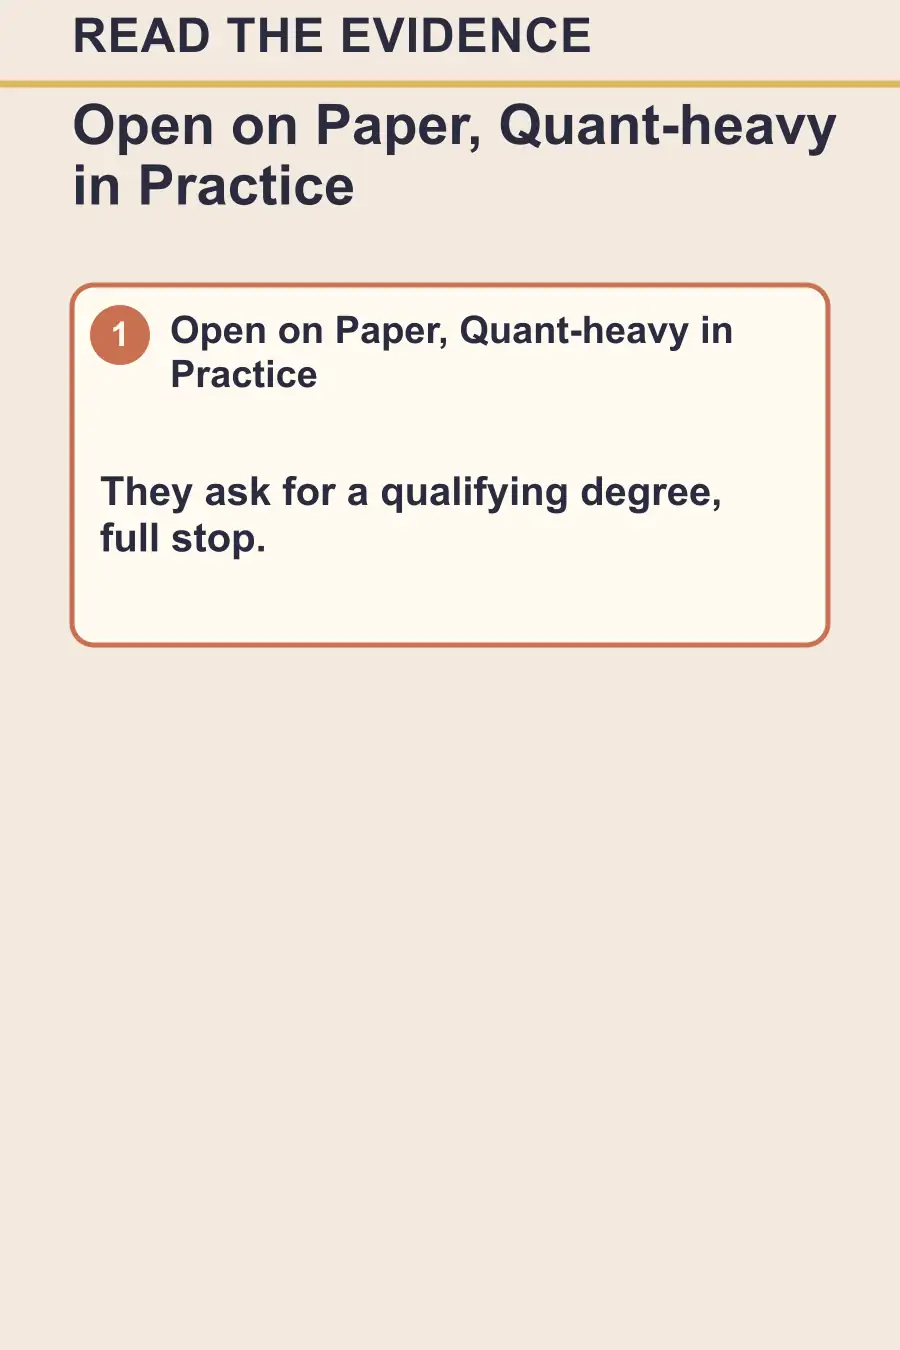 READ THE EVIDENCE
Open on Paper, Quant-heavy
in Practice
1
Open on Paper, Quant-heavy in
Practice
They ask for a qualifying degree,
full stop.